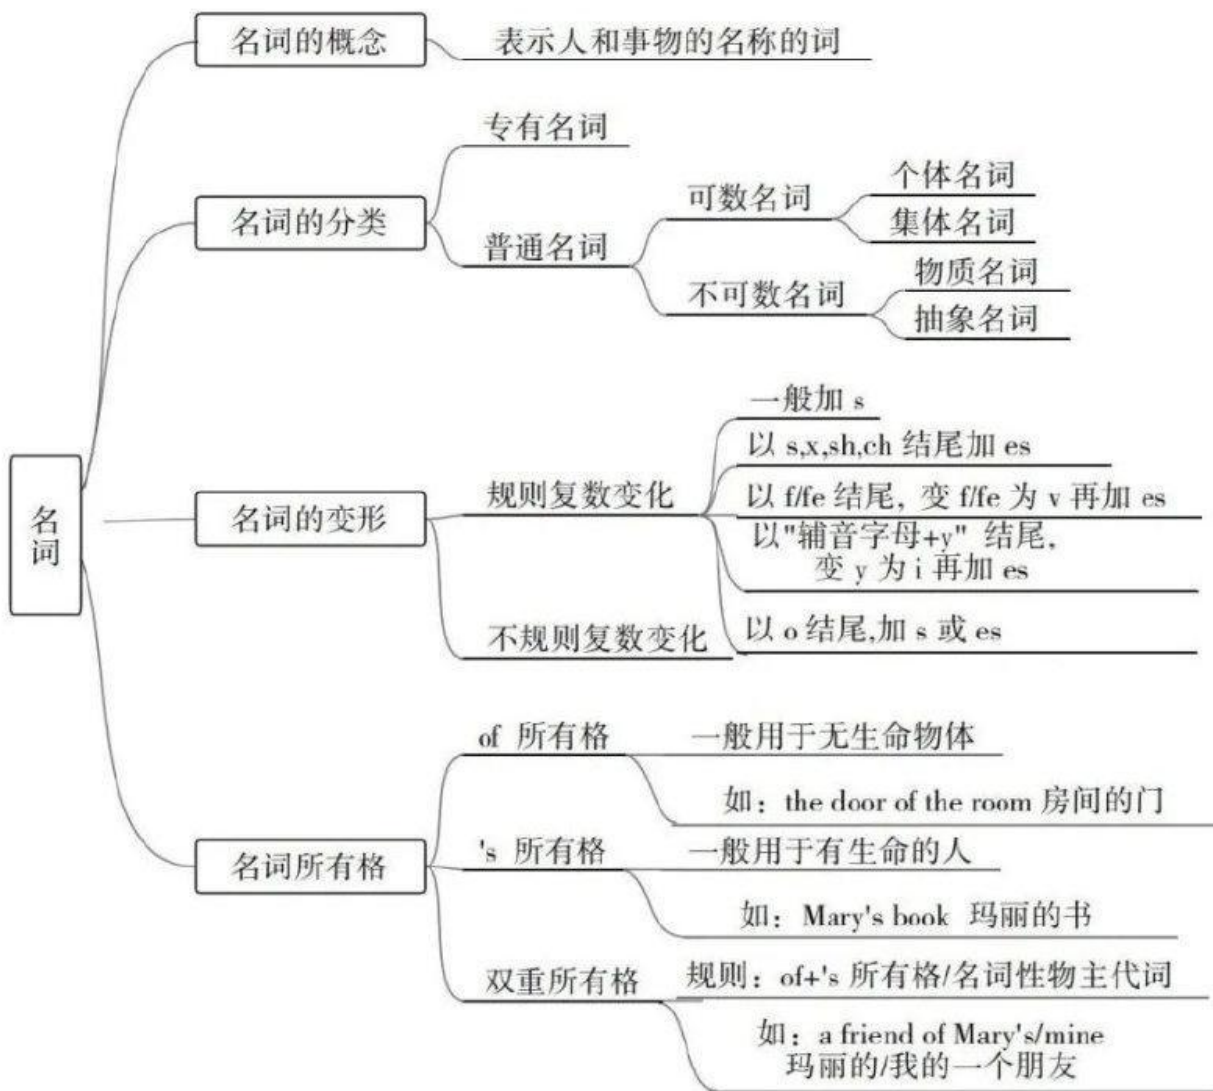 名词
名词的概念
表示人和事物的名称的词
名词的分类
专有名词
普通名词
可数名词
个体名词
集体名词
不可数名词
物质名词
抽象名词
名词的变形
规则复数变化
一般加 s
以 s,x,sh,ch 结尾加 es
以 f/fe 结尾, 变 f/fe 为 v 再加 es
以"辅音字母+y" 结尾,
变 y 为 i 再加 es
以 o 结尾,加 s 或 es
不规则复数变化
名词所有格
of 所有格
一般用于无生命物体
如：the door of the room 房间的门
's 所有格
一般用于有生命的人
如：Mary's book 玛丽的书
双重所有格
规则：of+'s 所有格/名词性物主代词
如：a friend of Mary's/mine
玛丽的/我的一个朋友